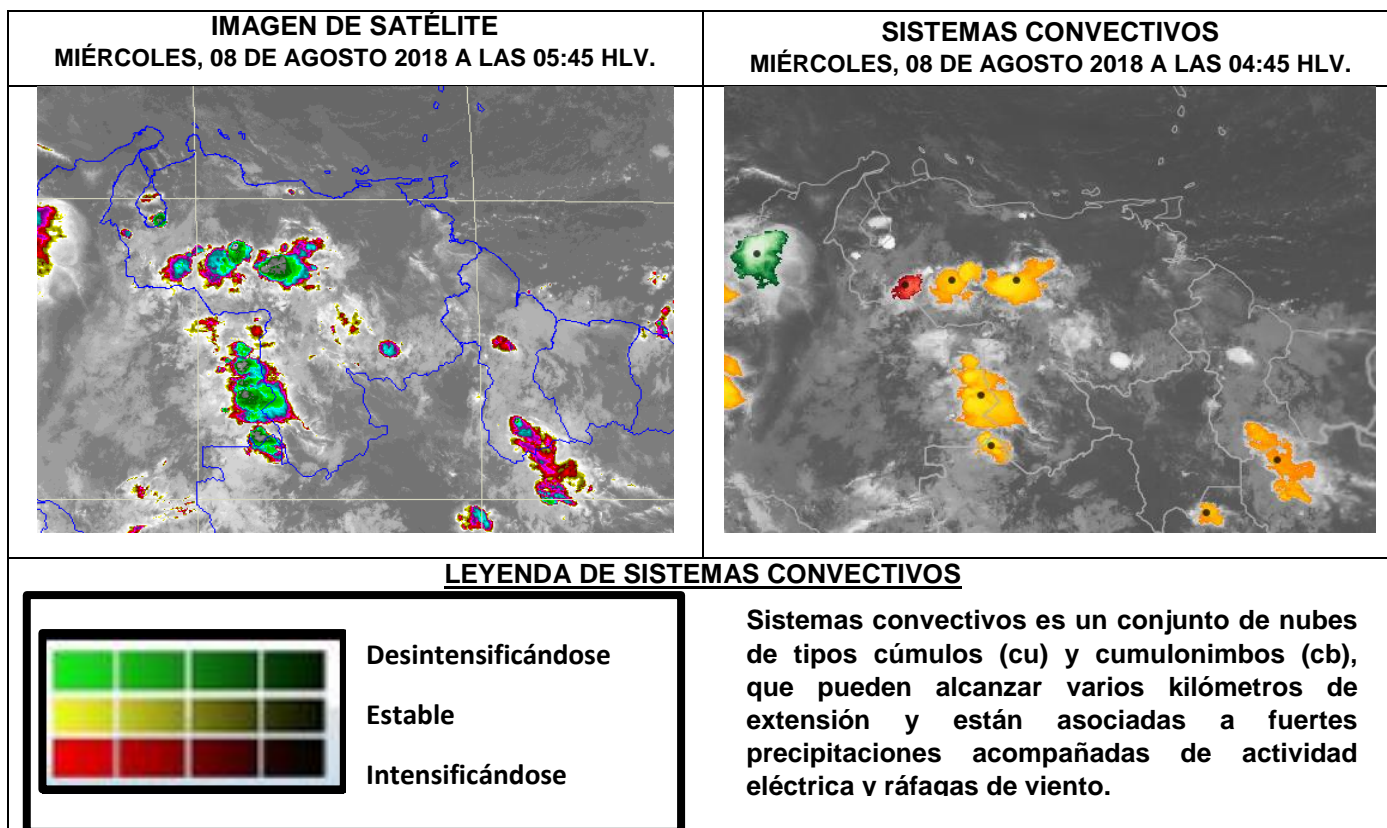 IMAGEN DE SATÉLITE
MIÉRCOLES, 08 DE AGOSTO 2018 A LAS 05:45 HLV.
SISTEMAS CONVECTIVOS
MIÉRCOLES, 08 DE AGOSTO 2018 A LAS 04:45 HLV.
LEYENDA DE SISTEMAS CONVECTIVOS
Desintensificándose
Estable
Intensificándose
Sistemas convectivos es un conjunto de nubes
de tipos cúmulos (cu) y cumulonimbos (cb),
que pueden alcanzar varios kilómetros de
extensión y están asociadas a fuertes
precipitaciones acompañadas de actividad
eléctrica y ráfagas de viento.